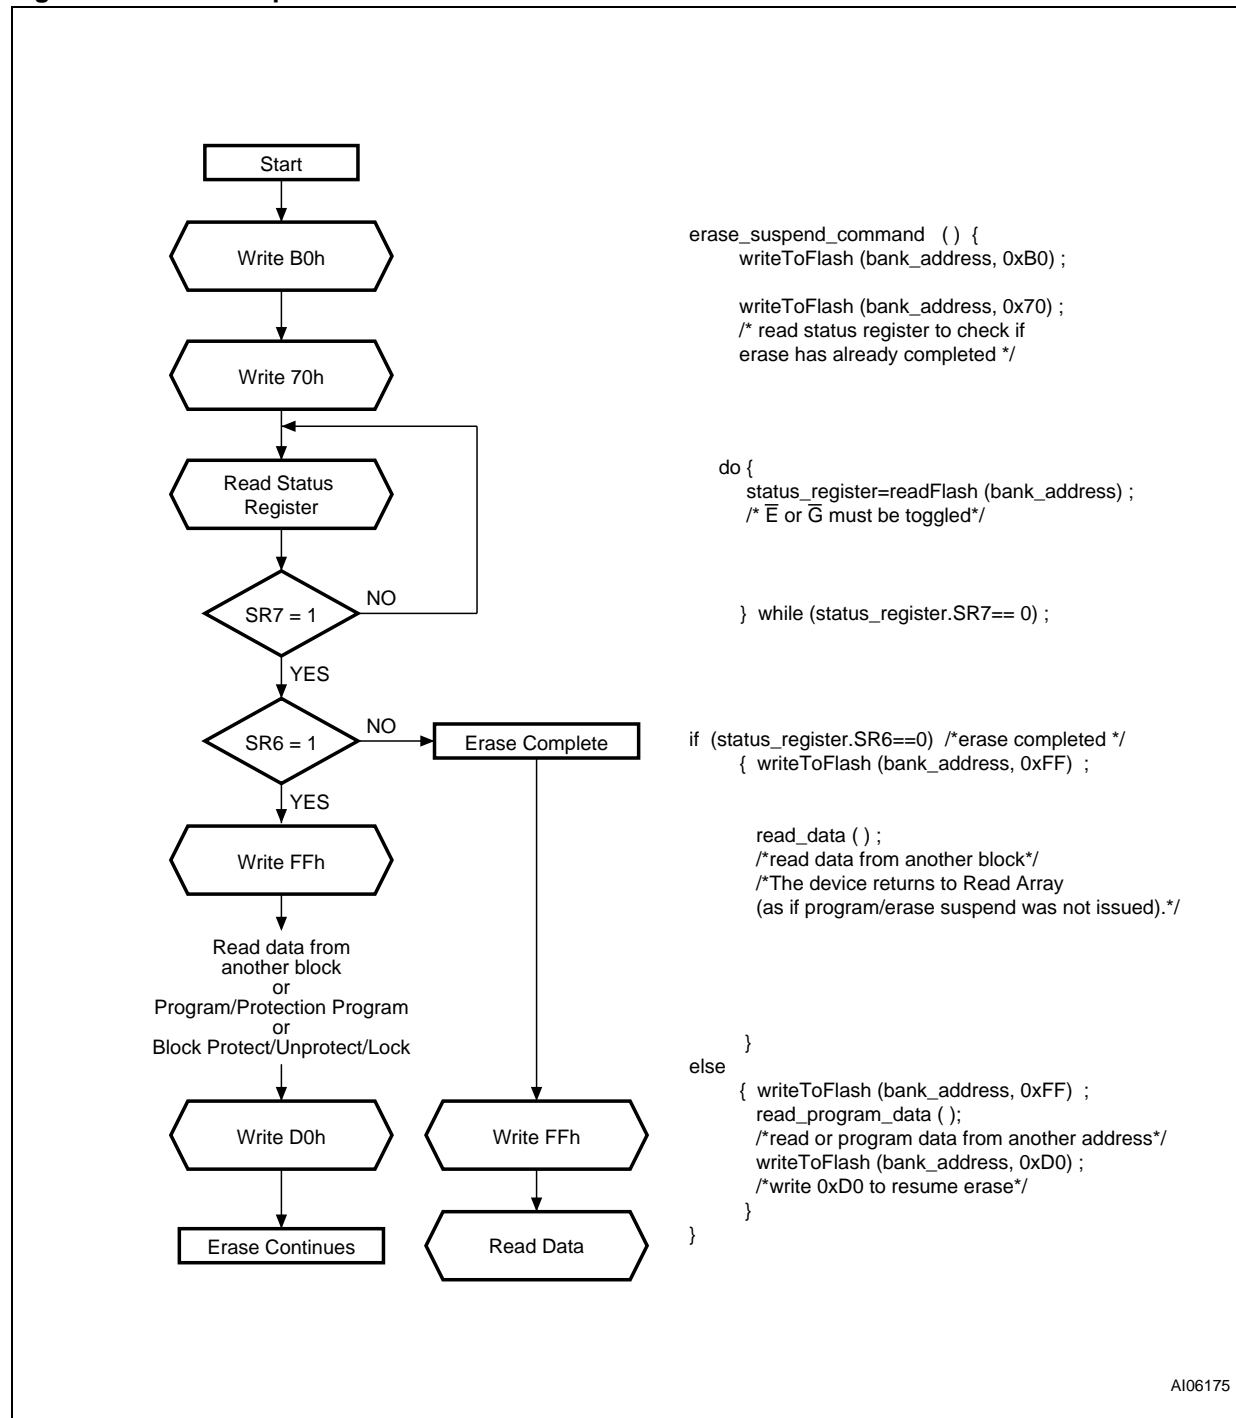 Start
Write B0h
Write 70h
Read Status
Register
SR7 = 1
NO
YES
SR6 = 1
NO
Erase Complete
YES
Write FFh
Read data from
another block
or
Program/Protection Program
or
Block Protect/Unprotect/Lock
Write D0h
Write FFh
Erase Continues
Read Data
erase_suspend_command ( ) {
writeToFlash (bank_address, 0xB0) ;
writeToFlash (bank_address, 0x70) ;
/* read status register to check if
erase has already completed */
do {
status_register=readFlash (bank_address) ;
/* E̅ or G̅ must be toggled*/
} while (status_register.SR7== 0) ;
if (status_register.SR6==0) /*erase completed */
{ writeToFlash (bank_address, 0xFF) ;
read_data ( ) ;
/*read data from another block*/
/*The device returns to Read Array
(as if program/erase suspend was not issued).*/
}
else
{ writeToFlash (bank_address, 0xFF) ;
read_program_data ( );
/*read or program data from another address*/
writeToFlash (bank_address, 0xD0) ;
/*write 0xD0 to resume erase*/
}
}
AI06175